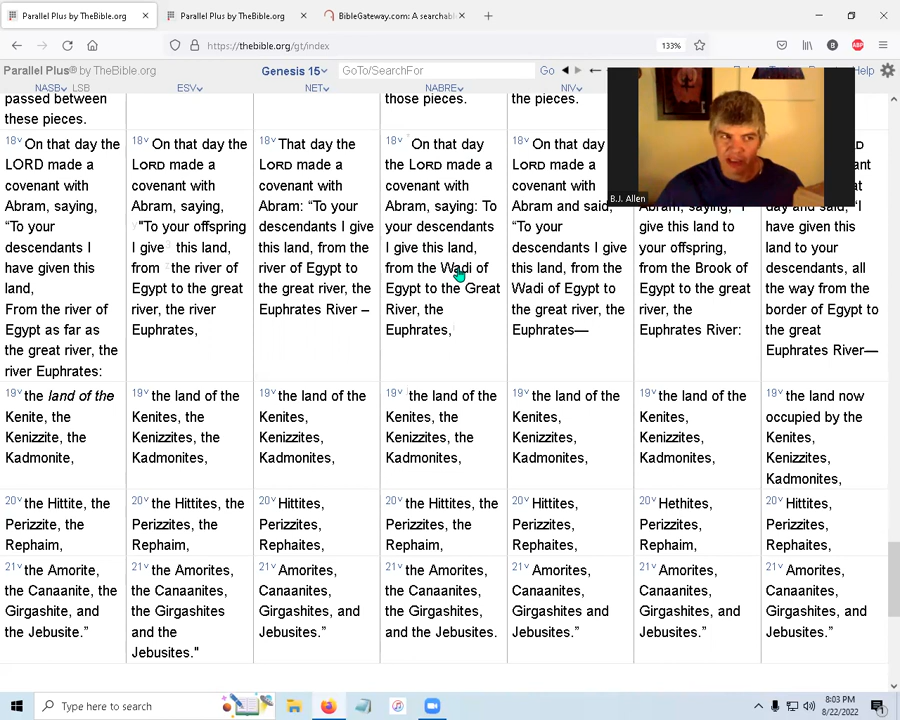 Parallel Plus by TheBible.org
Parallel Plus by TheBible.org
BibleGateway.com: A searchabl
https://thebible.org/gt/index
133%
B
ABP
Parallel Plus® by TheBible.org
Genesis 15
GoTo/SearchFor
Go
Help
NASB LSB
ESV
NET
NABRE
NIV
passed between
these pieces.
those pieces.
the pieces.
18 On that day the
LORD made a
covenant with
Abram, saying,
“To your
descendants I
have given this
land,
From the river of
Egypt as far as
the great river, the
river Euphrates:
18 On that day the
LORD made a
covenant with
Abram, saying,
"To your offspring
I give this land,
from the river of
Egypt to the great
river, the river
Euphrates,
18 That day the
LORD made a
covenant with
Abram: “To your
descendants I give
this land, from the
river of Egypt to
the great river, the
Euphrates River –
18 On that day
the LORD made a
covenant with
Abram, saying: To
your descendants
I give this land,
from the Wadi of
Egypt to the Great
River, the
Euphrates,
18 On that day the
LORD made a
covenant with
Abram and said,
“To your
descendants I give
this land, from the
Wadi of Egypt to
the great river, the
Euphrates—
B.J. Allen
Abram, saying, “I
give this land to
your offspring,
from the Brook of
Egypt to the great
river, the
Euphrates River:
day and said, “I
have given this
land to your
descendants, all
the way from the
border of Egypt to
the great
Euphrates River—
19 the land of the
Kenite, the
Kenizzite, the
Kadmonite,
19 the land of the
Kenites, the
Kenizzites, the
Kadmonites,
19 the land of the
Kenites,
Kenizzites,
Kadmonites,
19 the land of the
Kenites, the
Kenizzites, the
Kadmonites,
19 the land of the
Kenites,
Kenizzites,
Kadmonites,
19 the land of the
Kenites,
Kenizzites,
Kadmonites,
19 the land now
occupied by the
Kenites,
Kenizzites,
Kadmonites,
20 the Hittite, the
Perizzite, the
Rephaim,
20 the Hittites, the
Perizzites, the
Rephaim,
20 Hittites,
Perizzites,
Rephaites,
20 the Hittites, the
Perizzites, the
Rephaim,
20 Hittites,
Perizzites,
Rephaites,
20 Hethites,
Perizzites,
Rephaim,
20 Hittites,
Perizzites,
Rephaites,
21 the Amorite,
the Canaanite, the
Girgashite, and
the Jebusite.”
21 the Amorites,
the Canaanites,
the Girgashites
and the
Jebusites."
21 Amorites,
Canaanites,
Girgashites, and
Jebusites.”
21 the Amorites,
the Canaanites,
the Girgashites,
and the Jebusites.
21 Amorites,
Canaanites,
Girgashites and
Jebusites.”
21 Amorites,
Canaanites,
Girgashites, and
Jebusites.”
21 Amorites,
Canaanites,
Girgashites, and
Jebusites.”
Type here to search
8:03 PM
8/22/2022